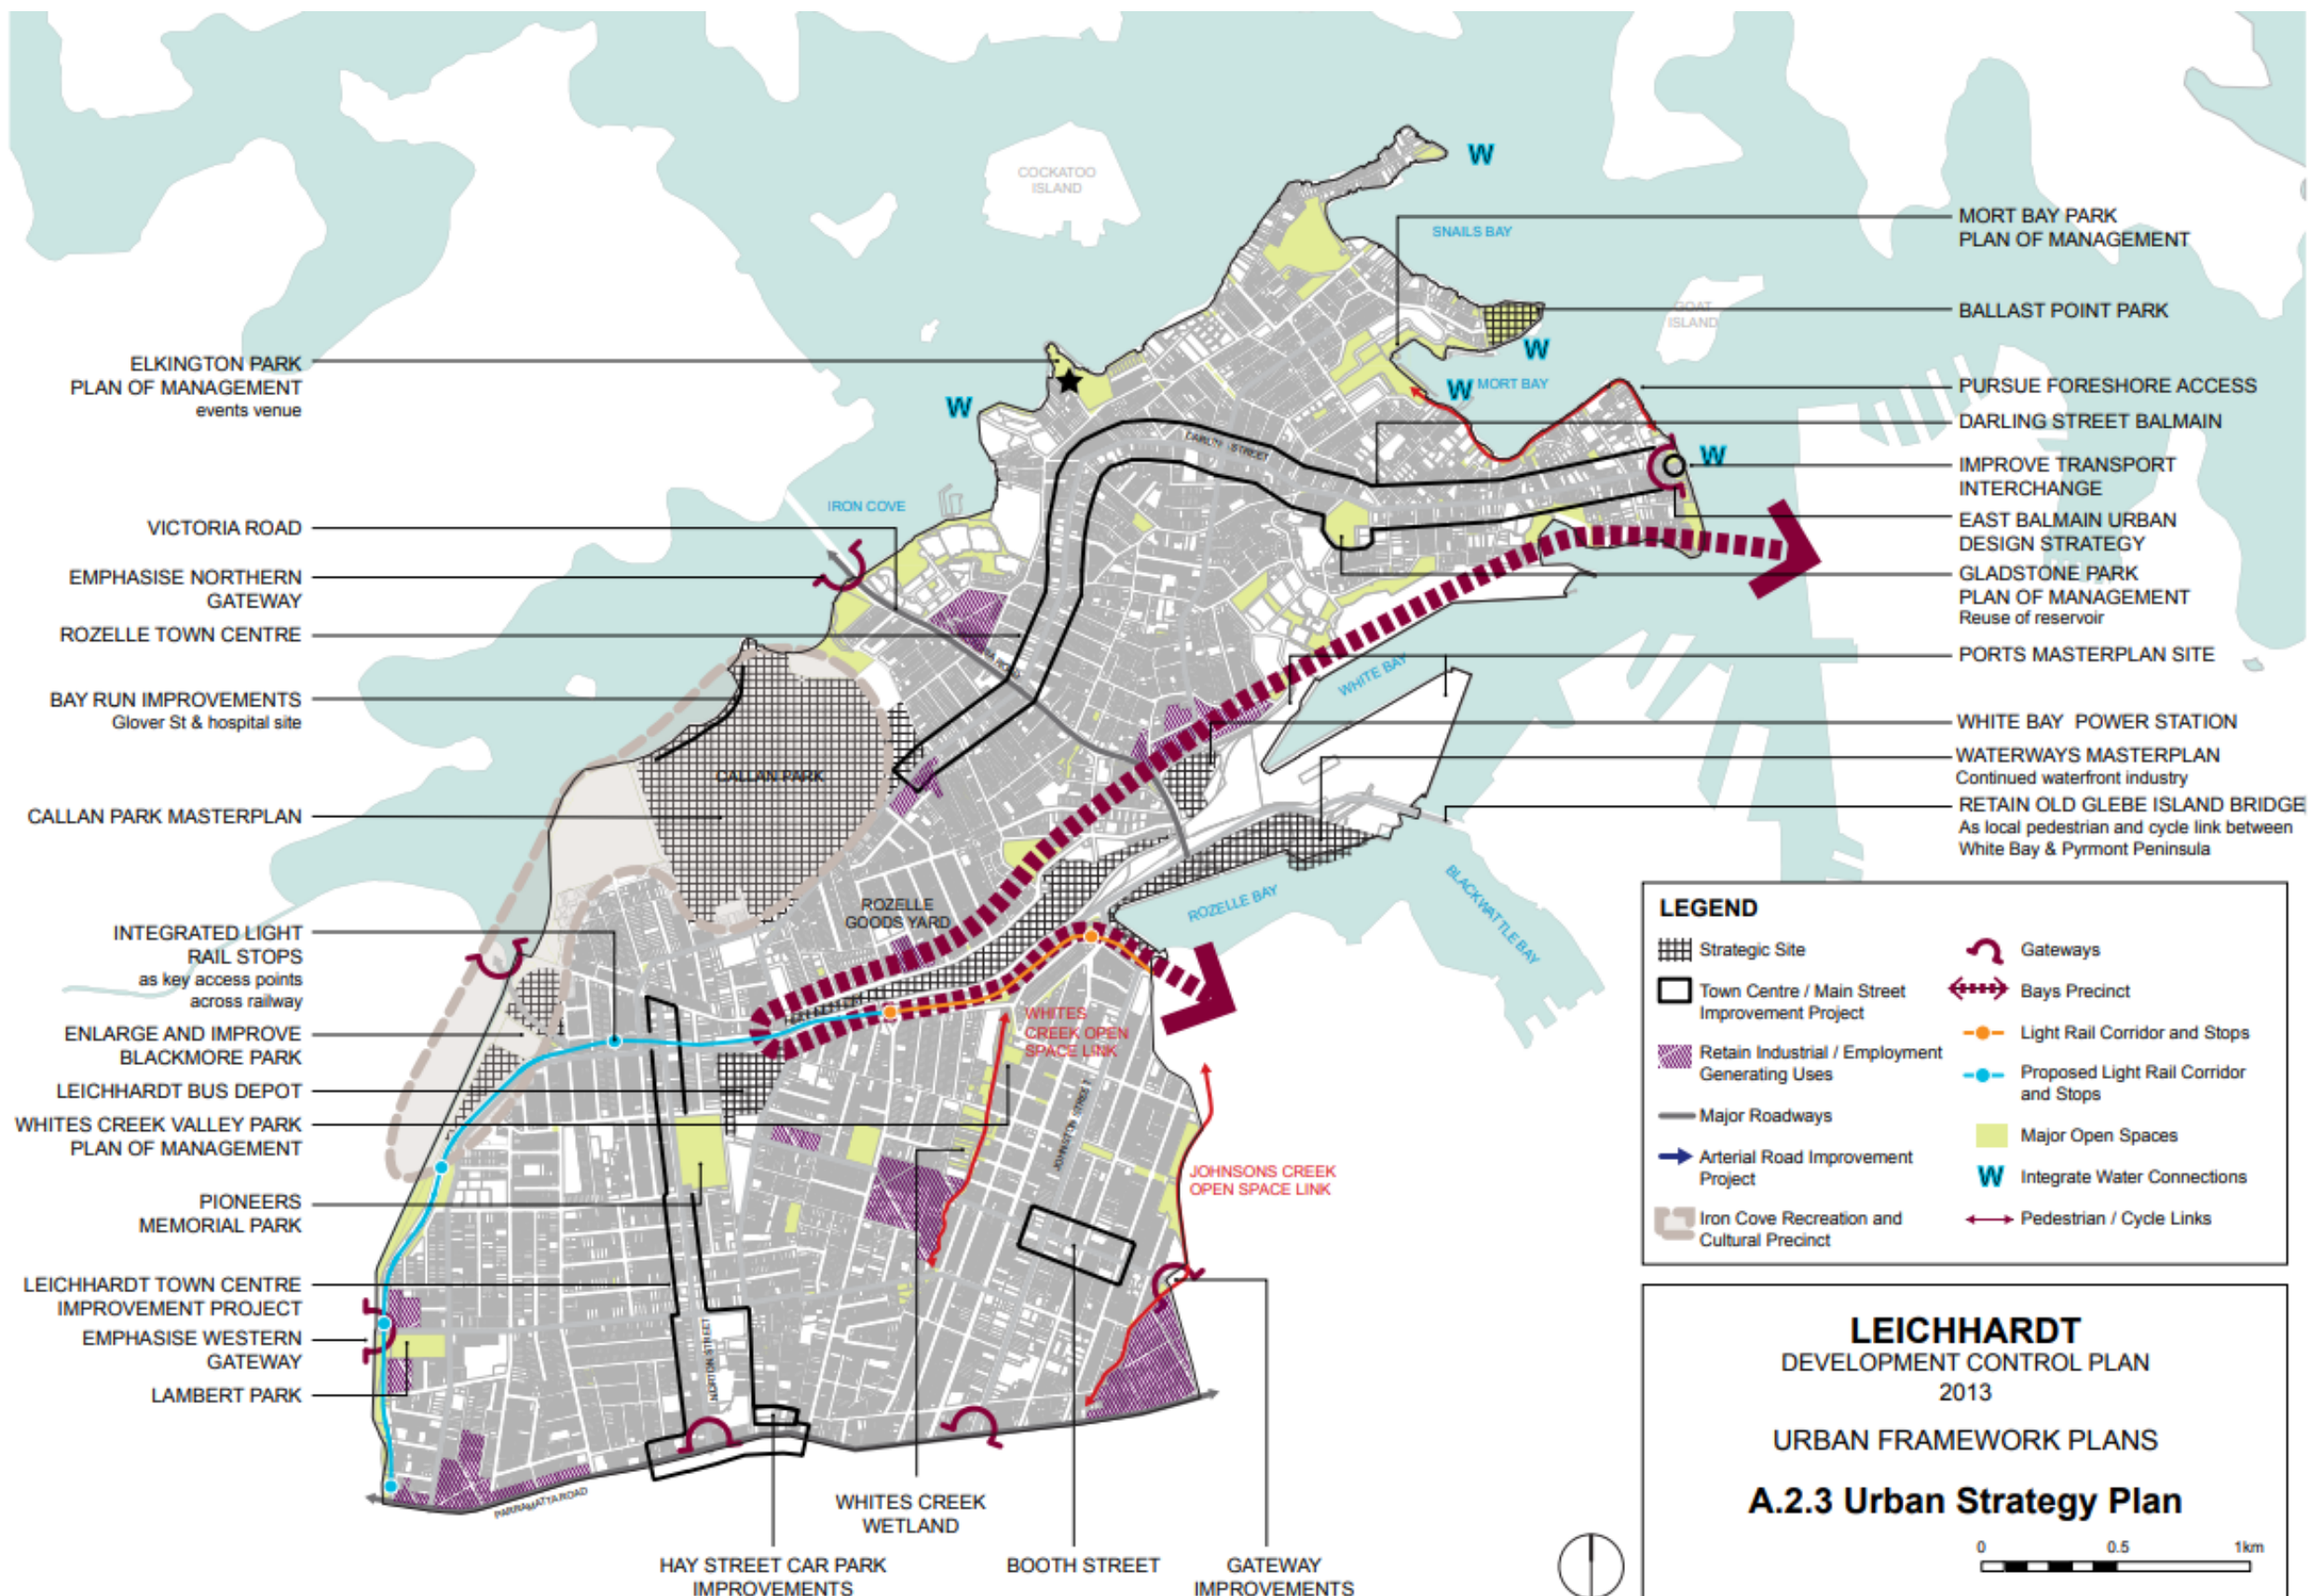 COCKATOO
ISLAND
SNAILS BAY
GOAT
ISLAND
MORT BAY
IRON COVE
DARLING STREET
WHITE BAY
CALLAN PARK
ROZELLE
GOODS YARD
ROZELLE BAY
BLACKWATTLE BAY
WHITES
CREEK OPEN
SPACE LINK
JOHNSTON STREET
JOHNSONS CREEK
OPEN SPACE LINK
NORTON STREET
PARRAMATTA ROAD
W
W
W
W
W
ELKINGTON PARK
PLAN OF MANAGEMENT
events venue
VICTORIA ROAD
EMPHASISE NORTHERN
GATEWAY
ROZELLE TOWN CENTRE
BAY RUN IMPROVEMENTS
Glover St & hospital site
CALLAN PARK MASTERPLAN
INTEGRATED LIGHT
RAIL STOPS
as key access points
across railway
ENLARGE AND IMPROVE
BLACKMORE PARK
LEICHHARDT BUS DEPOT
WHITES CREEK VALLEY PARK
PLAN OF MANAGEMENT
PIONEERS
MEMORIAL PARK
LEICHHARDT TOWN CENTRE
IMPROVEMENT PROJECT
EMPHASISE WESTERN
GATEWAY
LAMBERT PARK
MORT BAY PARK
PLAN OF MANAGEMENT
BALLAST POINT PARK
PURSUE FORESHORE ACCESS
DARLING STREET BALMAIN
IMPROVE TRANSPORT
INTERCHANGE
EAST BALMAIN URBAN
DESIGN STRATEGY
GLADSTONE PARK
PLAN OF MANAGEMENT
Reuse of reservoir
PORTS MASTERPLAN SITE
WHITE BAY POWER STATION
WATERWAYS MASTERPLAN
Continued waterfront industry
RETAIN OLD GLEBE ISLAND BRIDGE
As local pedestrian and cycle link between
White Bay & Pyrmont Peninsula
WHITES CREEK
WETLAND
HAY STREET CAR PARK
IMPROVEMENTS
BOOTH STREET
GATEWAY
IMPROVEMENTS
LEGEND
Strategic Site
Town Centre / Main Street
Improvement Project
Retain Industrial / Employment
Generating Uses
Major Roadways
Arterial Road Improvement
Project
Iron Cove Recreation and
Cultural Precinct
Gateways
Bays Precinct
Light Rail Corridor and Stops
Proposed Light Rail Corridor
and Stops
Major Open Spaces
W Integrate Water Connections
Pedestrian / Cycle Links
LEICHHARDT
DEVELOPMENT CONTROL PLAN
2013
URBAN FRAMEWORK PLANS
A.2.3 Urban Strategy Plan
0 0.5 1km